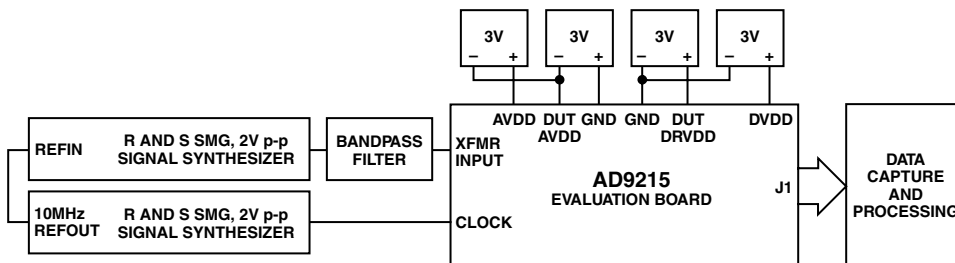 3V
3V
3V
3V
– +
– +
– +
– +
AVDD
DUT
AVDD
GND
GND
DUT
DRVDD
DVDD
REFIN
R AND S SMG, 2V p-p
SIGNAL SYNTHESIZER
BANDPASS
FILTER
XFMR
INPUT
10MHz
REFOUT
R AND S SMG, 2V p-p
SIGNAL SYNTHESIZER
CLOCK
AD9215
EVALUATION BOARD
J1
DATA
CAPTURE
AND
PROCESSING